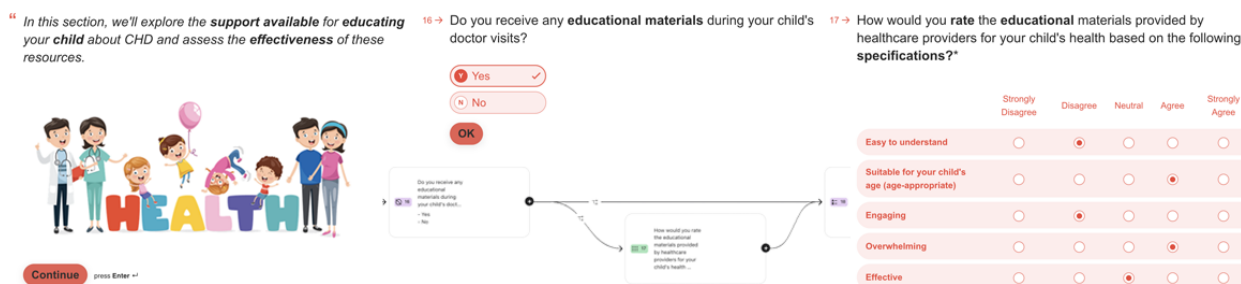 “ In this section, we'll explore the support available for educating
your child about CHD and assess the effectiveness of these
resources.
HEALTH
Continue press Enter ↵
16 → Do you receive any educational materials during your child's
doctor visits?
Y Yes
N No
OK
16
Do you receive any
educational
materials during
your child's doct...
- Yes
- No
17
How would you rate
the educational
materials provided
by healthcare
providers for your
child's health ...
17 → How would you rate the educational materials provided by
healthcare providers for your child's health based on the following
specifications?*
Strongly Disagree Disagree Neutral Agree Strongly Agree
Easy to understand
Suitable for your child's
age (age-appropriate)
Engaging
Overwhelming
Effective